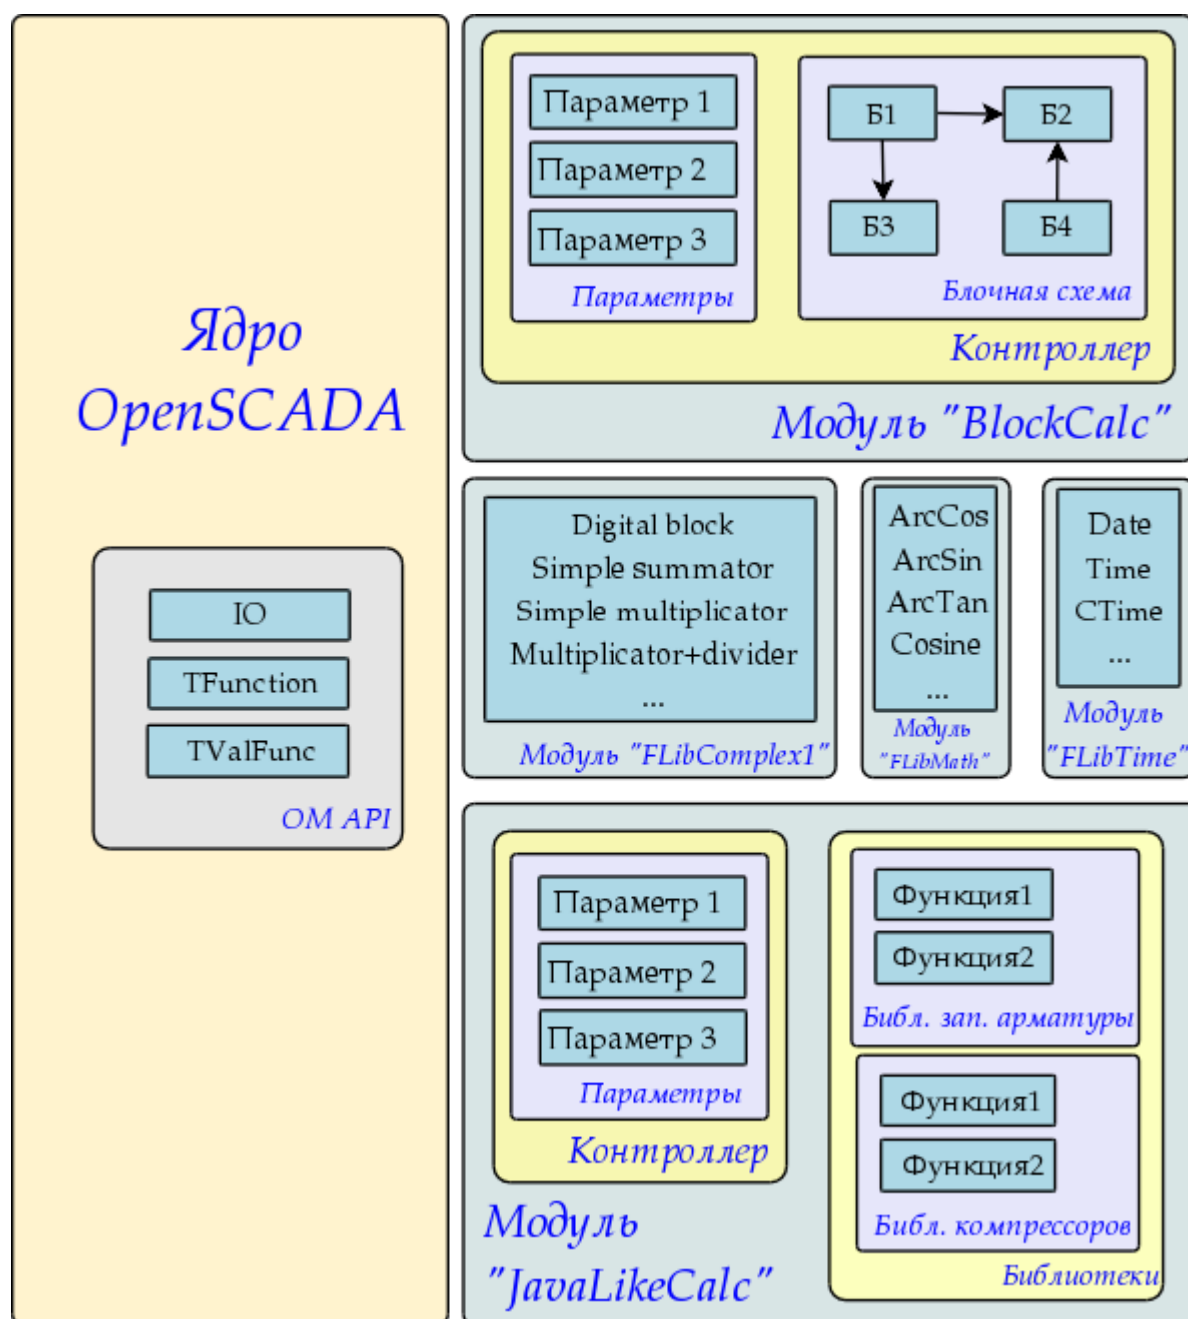 Ядро
OpenSCADA
IO
TFunction
TValFunc
OM API
Параметр 1
Параметр 2
Параметр 3
Параметры
Б1
Б2
Б3
Б4
Блочная схема
Контроллер
Модуль "BlockCalc"
Digital block
Simple summator
Simple multiplicator
Multiplicator+divider
...
Модуль "FLibComplex1"
ArcCos
ArcSin
ArcTan
Cosine
...
Модуль
"FLibMath"
Date
Time
CTime
...
Модуль
"FLibTime"
Параметр 1
Параметр 2
Параметр 3
Параметры
Контроллер
Функция1
Функция2
Библ. зап. арматуры
Функция1
Функция2
Библ. компрессоров
Библиотеки
Модуль
"JavaLikeCalc"